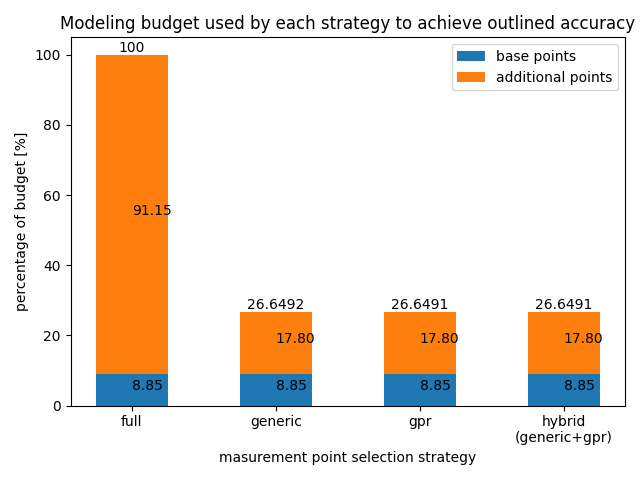 Modeling budget used by each strategy to achieve outlined accuracy
percentage of budget [%]
100
80
60
40
20
0
base points
additional points
100
91.15
8.85
26.6492
17.80
8.85
26.6491
17.80
8.85
26.6491
17.80
8.85
full
generic
gpr
hybrid
(generic+gpr)
masurement point selection strategy